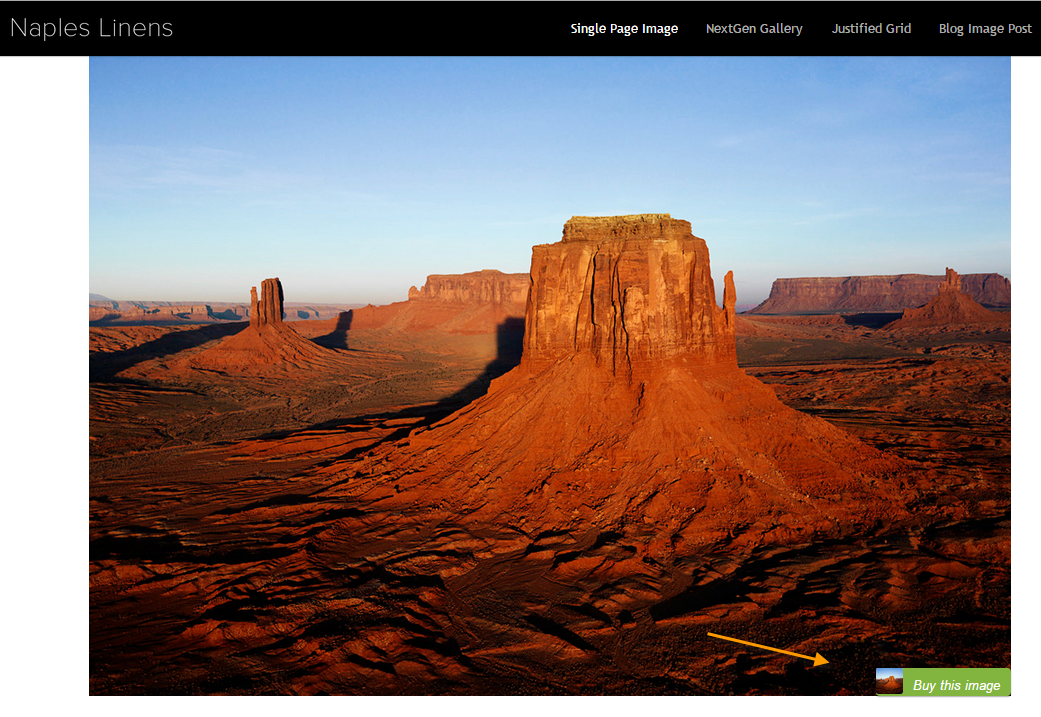 Naples Linens
Single Page Image NextGen Gallery Justified Grid Blog Image Post
Buy this image